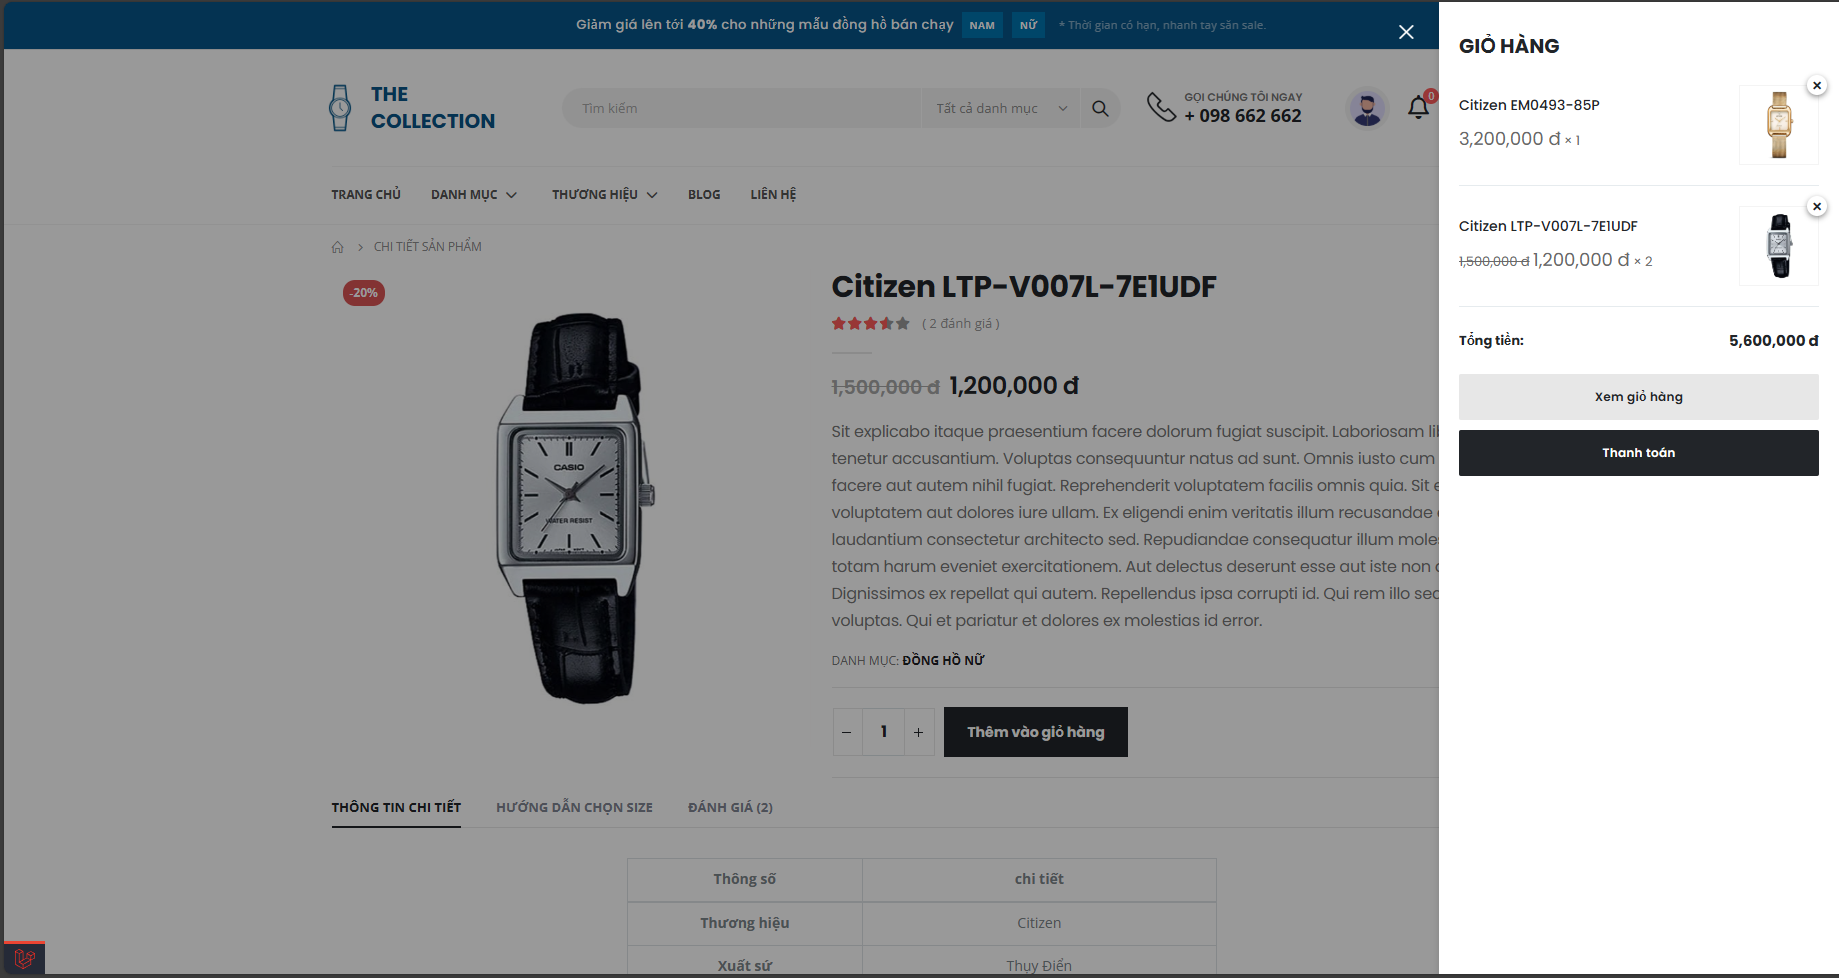 Giảm giá lên tới 40% cho những mẫu đồng hồ bán chạy NAM NỮ * Thời gian có hạn, nhanh tay săn sale.
THE
COLLECTION
Tìm kiếm
Tất cả danh mục
GỌI CHÚNG TÔI NGAY
+ 098 662 662
0
TRANG CHỦ DANH MỤC THƯƠNG HIỆU BLOG LIÊN HỆ
CHI TIẾT SẢN PHẨM
-20%
CASIO
WATER RESIST
Citizen LTP-V007L-7E1UDF
( 2 đánh giá )
1,500,000 đ 1,200,000 đ
Sit explicabo itaque praesentium facere dolorum fugiat suscipit. Laboriosam
tenetur accusantium. Voluptas consequuntur natus ad sunt. Omnis iusto cum
facere aut autem nihil fugiat. Reprehenderit voluptatem facilis omnis quia. Sit
voluptatem aut dolores iure ullam. Ex eligendi enim veritatis illum recusandae
laudantium consectetur architecto sed. Repudiandae consequatur illum
totam harum eveniet exercitationem. Aut delectus deserunt esse aut iste non
Dignissimos ex repellat qui autem. Repellendus ipsa corrupti id. Qui rem illo
voluptas. Qui et pariatur et dolores ex molestias id error.
DANH MỤC: ĐỒNG HỒ NỮ
− 1 +
Thêm vào giỏ hàng
THÔNG TIN CHI TIẾT HƯỚNG DẪN CHỌN SIZE ĐÁNH GIÁ (2)
Thông số chi tiết
Thương hiệu Citizen
Xuất sứ Thụy Điển
GIỎ HÀNG
Citizen EM0493-85P
3,200,000 đ × 1
Citizen LTP-V007L-7E1UDF
1,500,000 đ 1,200,000 đ × 2
Tổng tiền: 5,600,000 đ
Xem giỏ hàng
Thanh toán